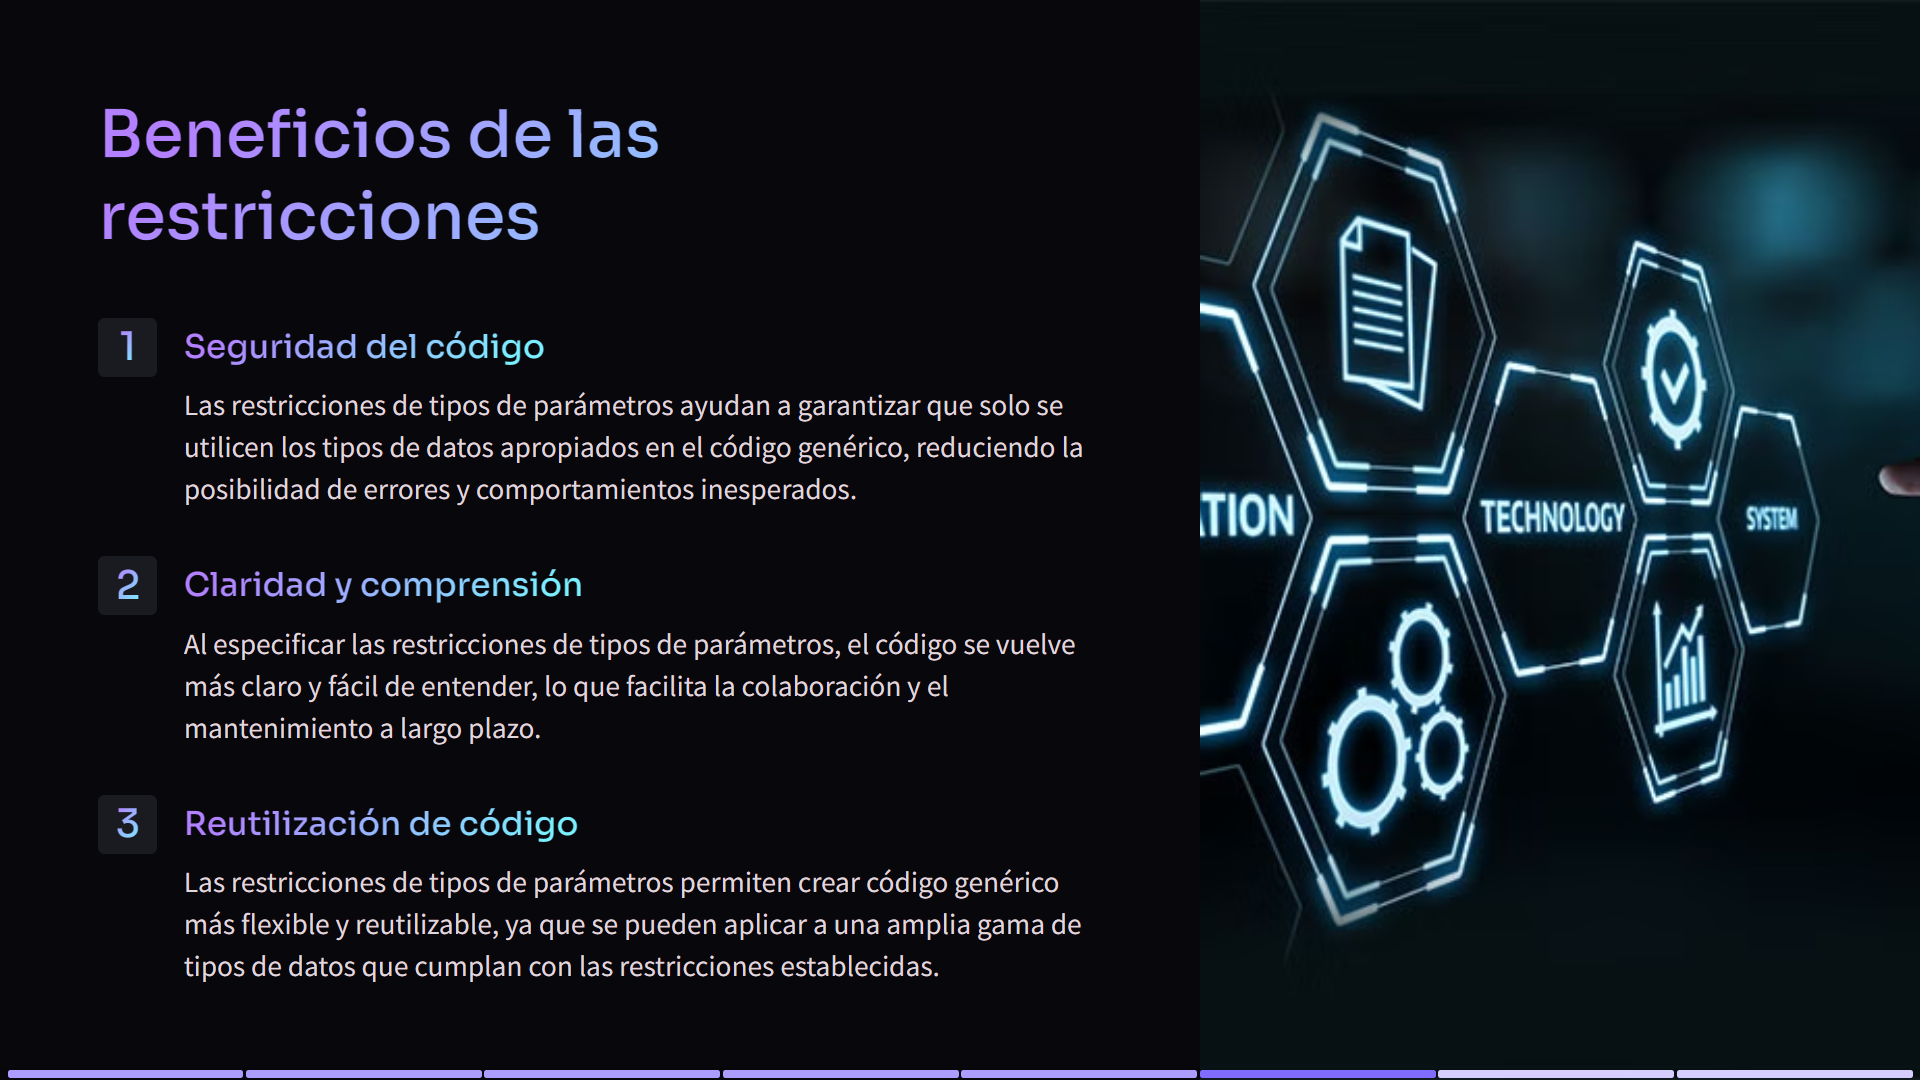 Beneficios de las
restricciones
1
Seguridad del código
Las restricciones de tipos de parámetros ayudan a garantizar que solo se
utilicen los tipos de datos apropiados en el código genérico, reduciendo la
posibilidad de errores y comportamientos inesperados.
2
Claridad y comprensión
Al especificar las restricciones de tipos de parámetros, el código se vuelve
más claro y fácil de entender, lo que facilita la colaboración y el
mantenimiento a largo plazo.
3
Reutilización de código
Las restricciones de tipos de parámetros permiten crear código genérico
más flexible y reutilizable, ya que se pueden aplicar a una amplia gama de
tipos de datos que cumplan con las restricciones establecidas.
ATION
TECHNOLOGY
SYSTEM